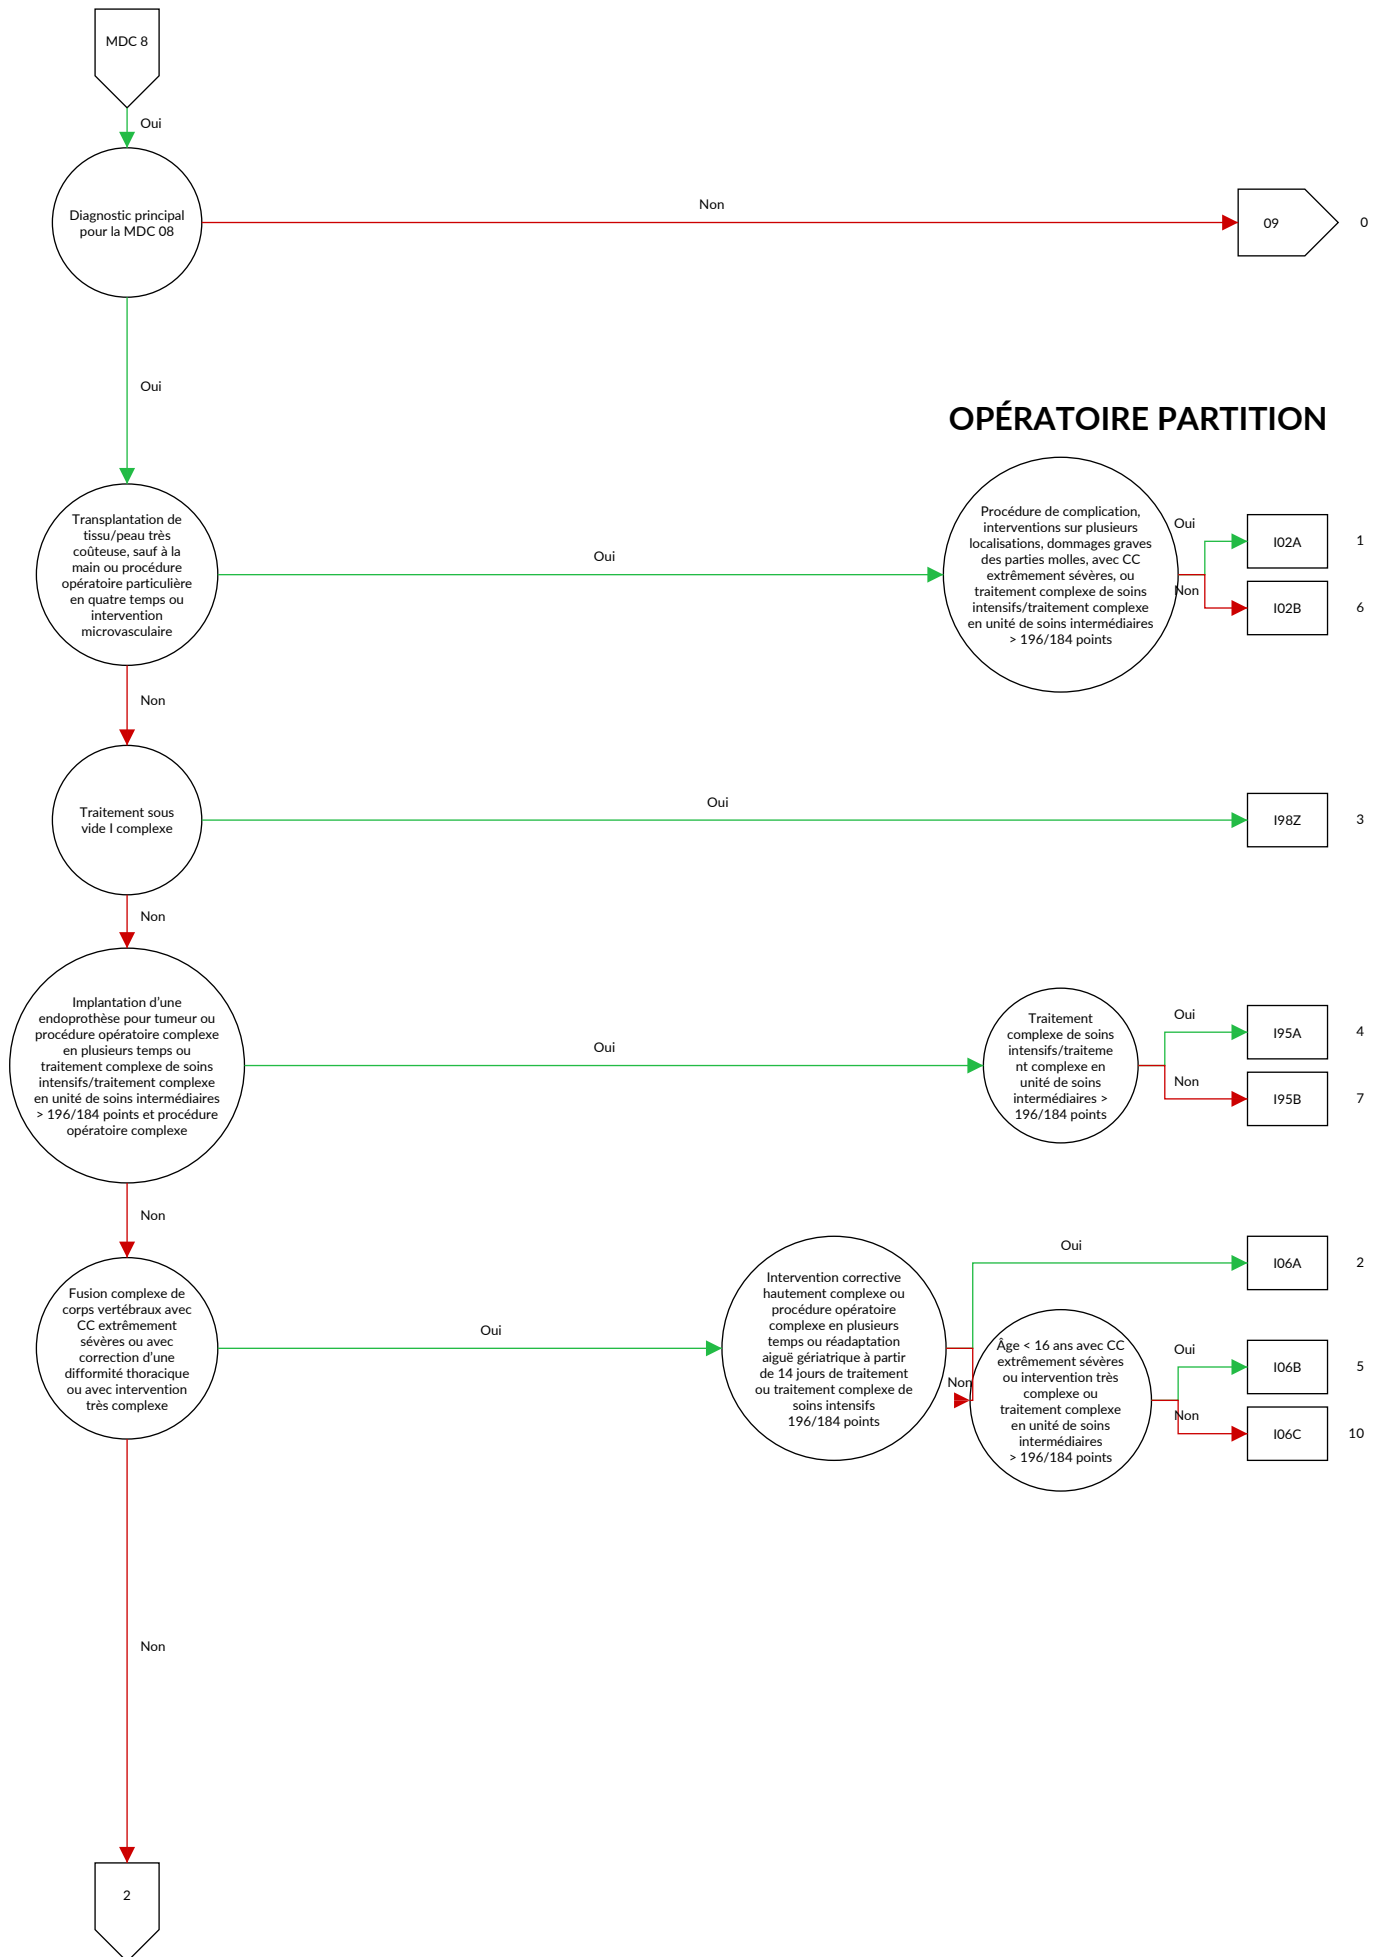 MDC 8
Oui
Diagnostic principal
pour la MDC 08
Non
09
0
Oui
OPÉRATOIRE PARTITION
Transplantation de
tissu/peau très
coûteuse, sauf à la
main ou procédure
opératoire particulière
en quatre temps ou
intervention
microvasculaire
Oui
Procédure de complication,
interventions sur plusieurs
localisations, dommages graves
des parties molles, avec CC
extrêmement sévères, ou
traitement complexe de soins
intensifs/traitement complexe
en unité de soins intermédiaires
> 196/184 points
Oui
I02A
1
Non
I02B
6
Non
Traitement sous
vide I complexe
Oui
I98Z
3
Non
Implantation d'une
endoprothèse pour tumeur ou
procédure opératoire complexe
en plusieurs temps ou
traitement complexe de soins
intensifs/traitement complexe
en unité de soins intermédiaires
> 196/184 points et procédure
opératoire complexe
Oui
Traitement
complexe de soins
intensifs/traiteme
nt complexe en
unité de soins
intermédiaires >
196/184 points
Oui
I95A
4
Non
I95B
7
Non
Fusion complexe de
corps vertébraux avec
CC extrêmement
sévères ou avec
correction d'une
difformité thoracique
ou avec intervention
très complexe
Oui
Intervention corrective
hautement complexe ou
procédure opératoire
complexe en plusieurs
temps ou réadaptation
aiguë gériatrique à partir
de 14 jours de traitement
ou traitement complexe de
soins intensifs
196/184 points
Oui
I06A
2
Non
Âge < 16 ans avec CC
extrêmement sévères
ou intervention très
complexe ou
traitement complexe
en unité de soins
intermédiaires
> 196/184 points
Oui
I06B
5
Non
I06C
10
Non
2